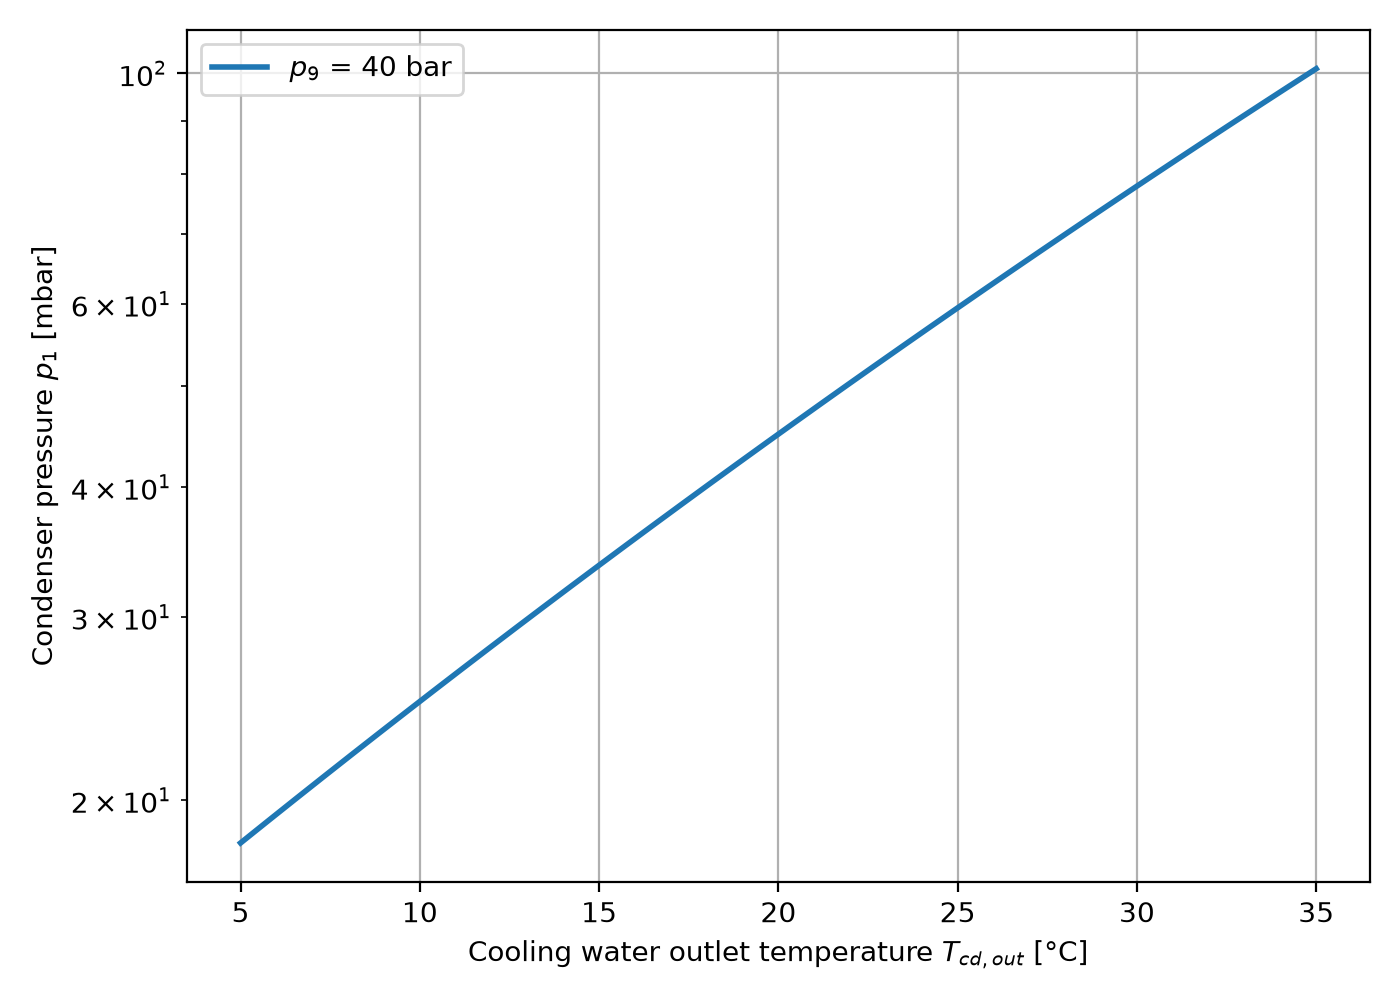 p₉ = 40 bar
10²
6 × 10¹
4 × 10¹
3 × 10¹
2 × 10¹
Condenser pressure p₁ [mbar]
5 10 15 20 25 30 35
Cooling water outlet temperature T_cd, out [°C]